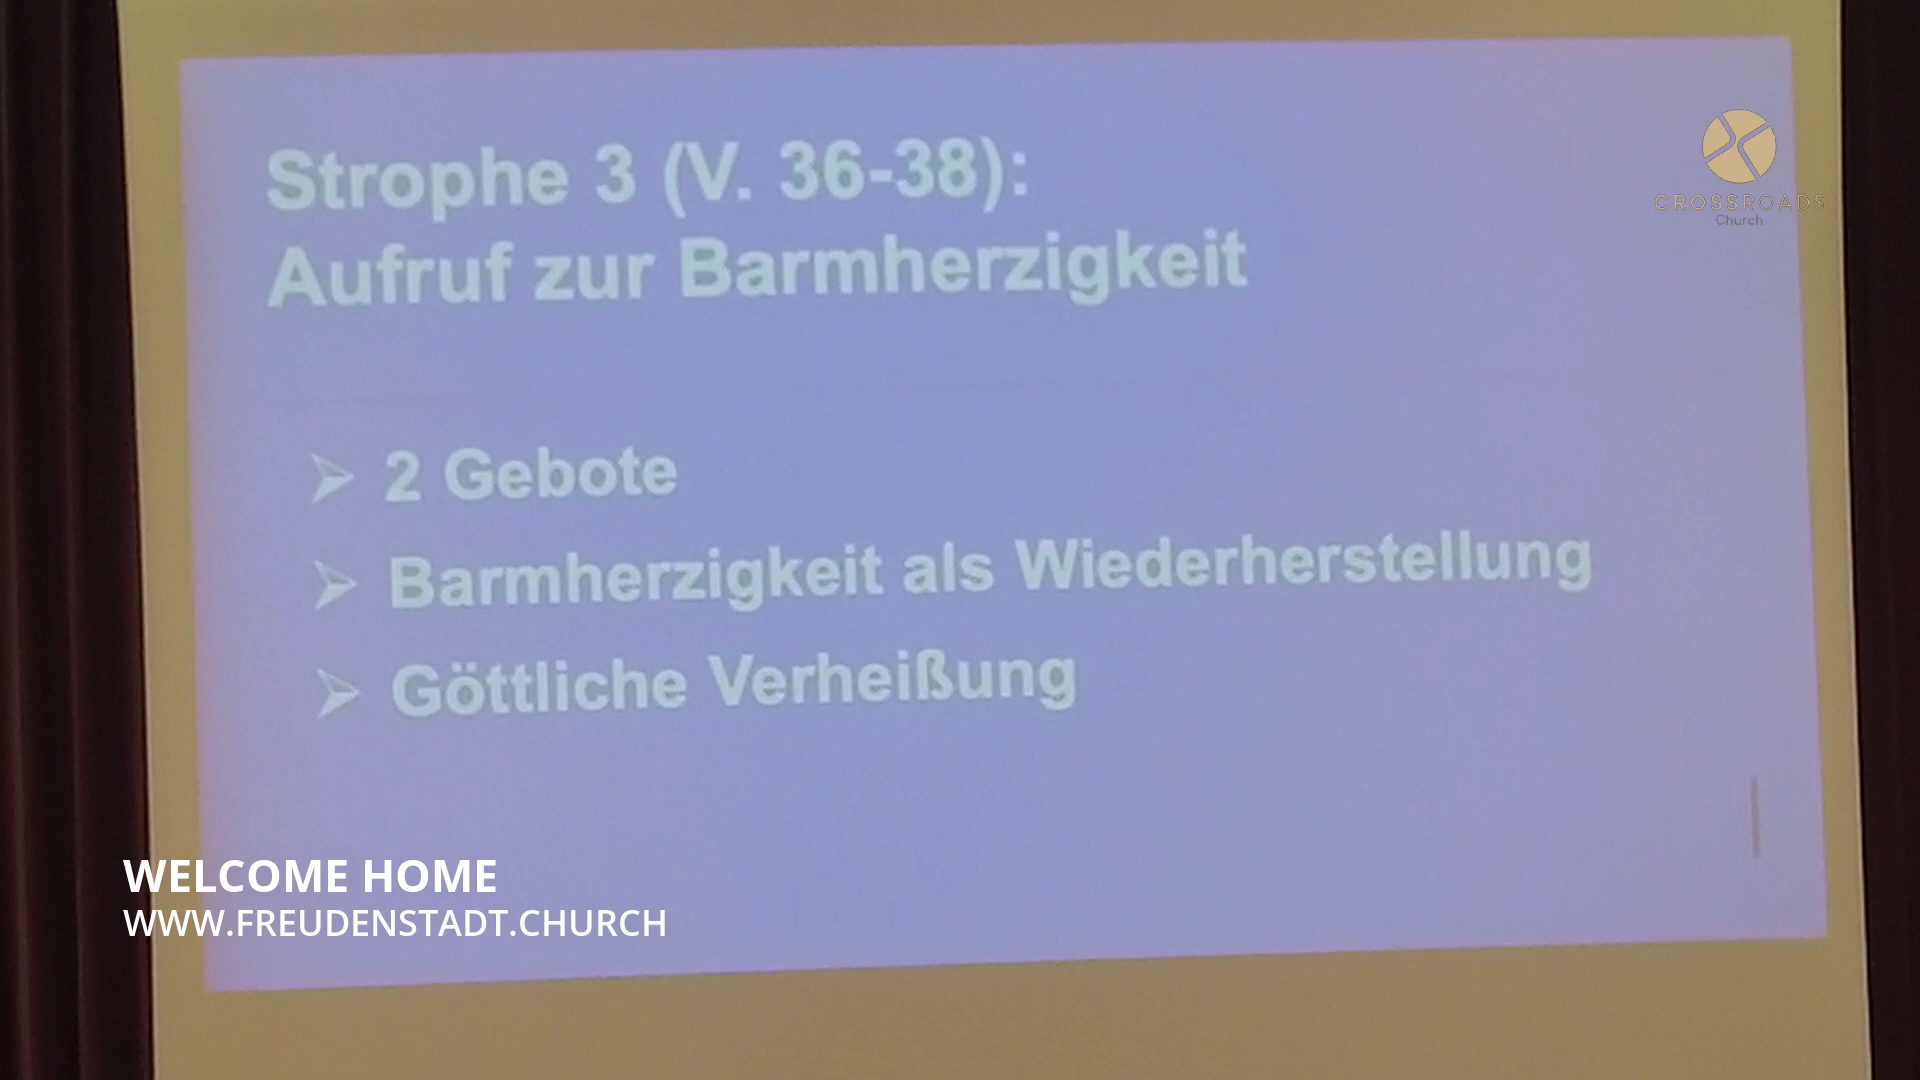 Strophe 3 (V. 36-38):
Aufruf zur Barmherzigkeit
2 Gebote
Barmherzigkeit als Wiederherstellung
Göttliche Verheißung
CROSSROADS
Church
WELCOME HOME
WWW.FREUDENSTADT.CHURCH